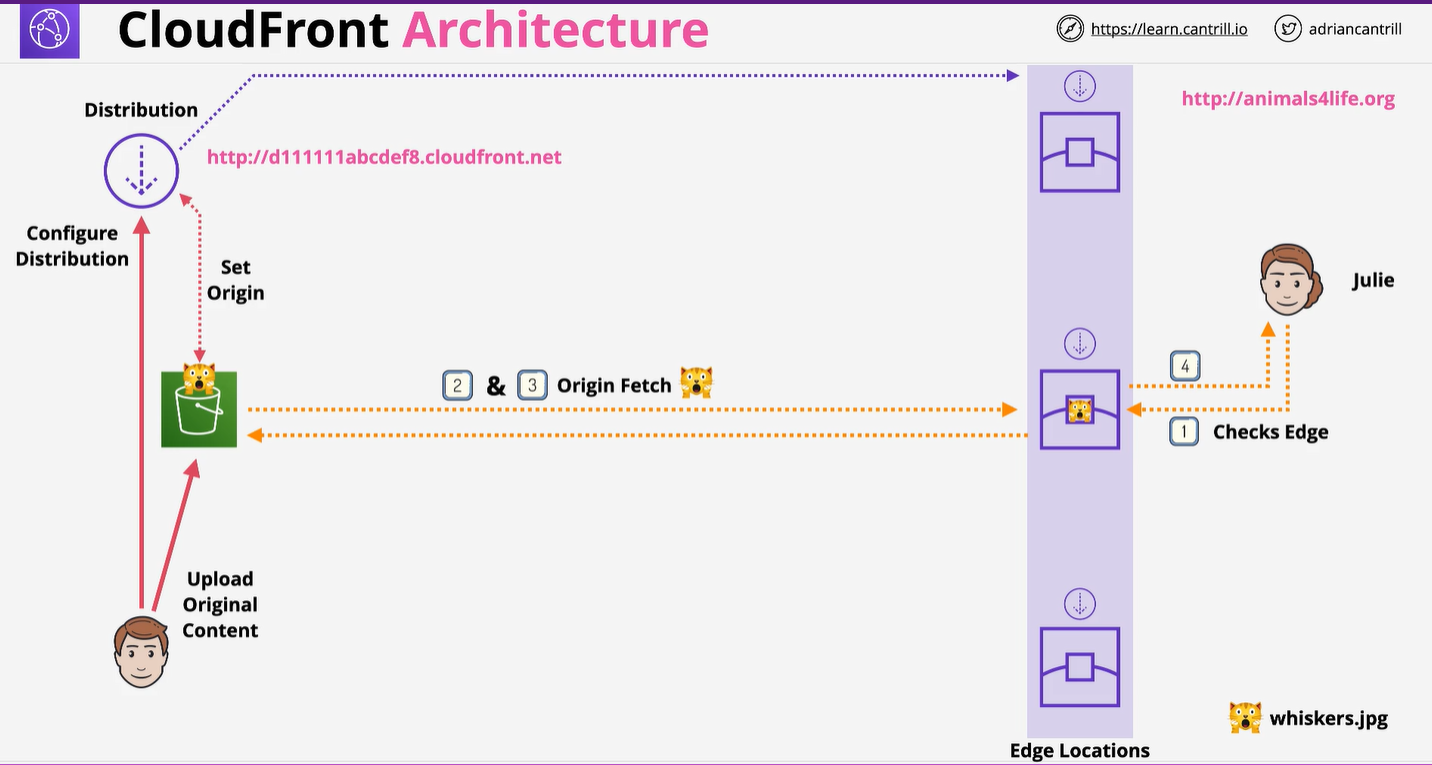 CloudFront Architecture
https://learn.cantrill.io
adriancantrill
Distribution
http://d111111abcdef8.cloudfront.net
http://animals4life.org
Configure
Distribution
Set
Origin
Julie
2 & 3 Origin Fetch
4
1 Checks Edge
Upload
Original
Content
whiskers.jpg
Edge Locations